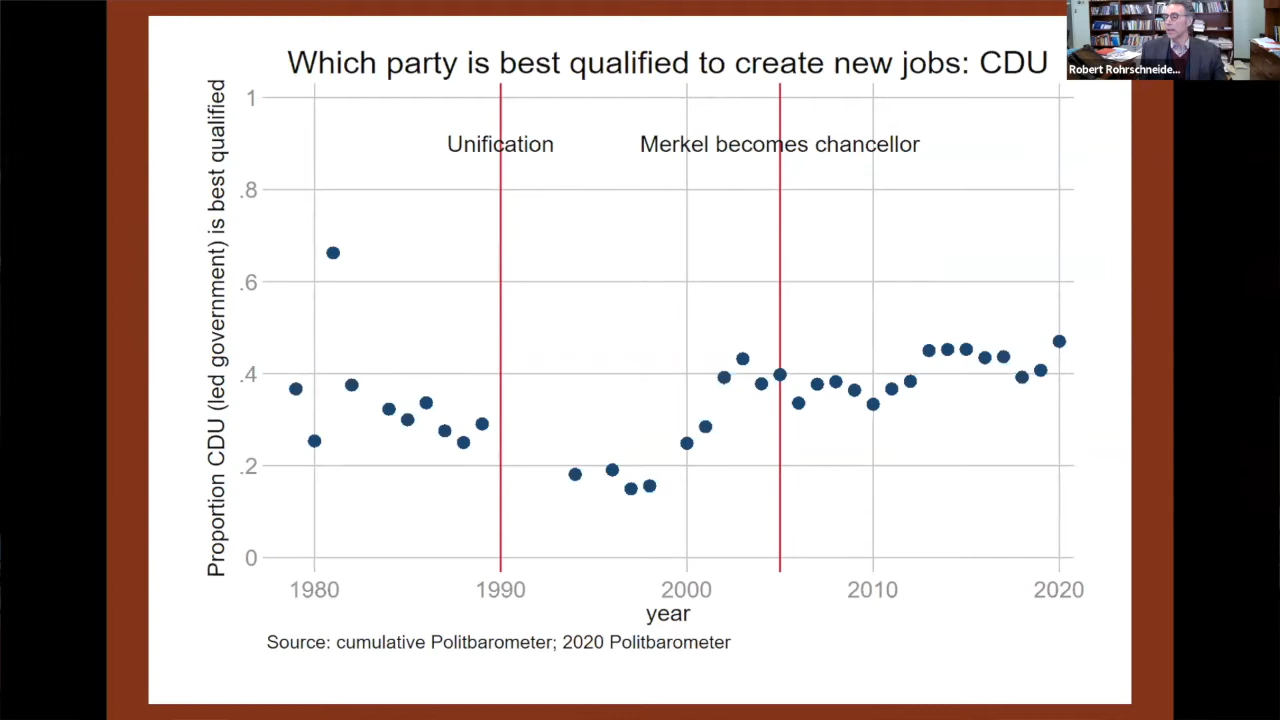 Which party is best qualified to create new jobs: CDU
Robert Rohrschneide...
Proportion CDU (led government) is best qualified
1
.8
.6
.4
.2
0
Unification
Merkel becomes chancellor
1980
1990
2000
2010
2020
year
Source: cumulative Politbarometer; 2020 Politbarometer